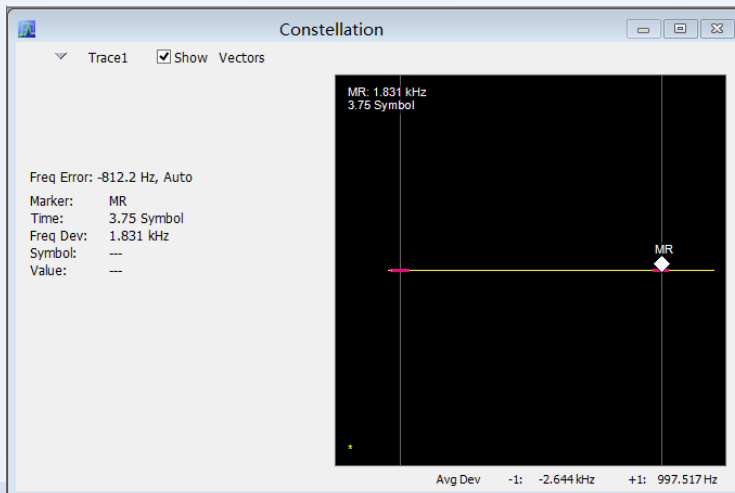 Constellation
Trace1 Show Vectors
MR: 1.831 kHz
3.75 Symbol
Freq Error: -812.2 Hz, Auto
Marker: MR
Time: 3.75 Symbol
Freq Dev: 1.831 kHz
Symbol: ---
Value: ---
MR
*
Avg Dev -1: -2.644 kHz +1: 997.517 Hz